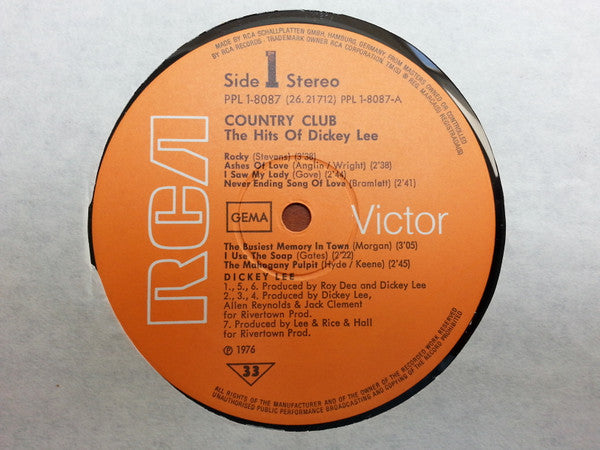 MADE BY RCA SCHALLPLATTEN GMBH, HAMBURG, GERMANY, FROM MASTERS OWNED OR CONTROLLED
BY RCA RECORDS · TRADEMARK OWNER RCA CORPORATION. TM(S) ® REG. MARCA(S) REGISTRADA(S)
Side 1 Stereo
PPL 1-8087 (26.21712) PPL 1-8087-A
COUNTRY CLUB
The Hits Of Dickey Lee
Rocky (Stevens) (3'38)
Ashes Of Love (Anglin / Wright) (2'38)
I Saw My Lady (Gove) (2'44)
Never Ending Song Of Love (Bramlatt) (2'41)
RCA
GEMA
Victor
The Busiest Memory In Town (Morgan) (3'05)
I Use The Soap (Gates) (2'22)
The Mahogany Pulpit (Hyde / Keene) (2'45)
DICKEY LEE
1., 5., 6. Produced by Roy Dea and Dickey Lee
2., 3., 4. Produced by Dickey Lee,
Allen Reynolds & Jack Clement
for Rivertown Prod.
7. Produced by Lee & Rice & Hall
for Rivertown Prod.
℗ 1976
33
ALL RIGHTS OF THE MANUFACTURER AND OF THE OWNER OF THE RECORDED WORK RESERVED
UNAUTHORISED PUBLIC PERFORMANCE BROADCASTING AND COPYING OF THE RECORD PROHIBITED